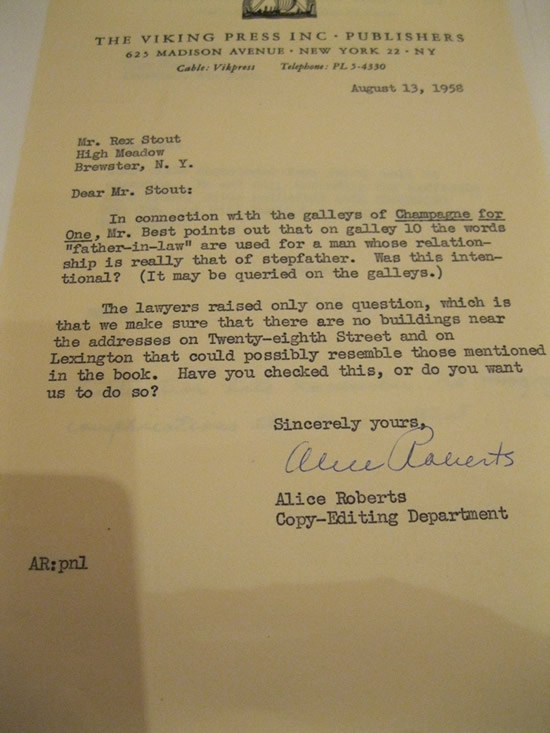 THE VIKING PRESS INC · PUBLISHERS
625 MADISON AVENUE · NEW YORK 22 · NY
Cable: Vikpress Telephone: PL 5-4330
August 13, 1958
Mr. Rex Stout
High Meadow
Brewster, N. Y.
Dear Mr. Stout:
In connection with the galleys of Champagne for
One, Mr. Best points out that on galley 10 the words
"father-in-law" are used for a man whose relation-
ship is really that of stepfather. Was this inten-
tional? (It may be queried on the galleys.)
The lawyers raised only one question, which is
that we make sure that there are no buildings near
the addresses on Twenty-eighth Street and on
Lexington that could possibly resemble those mentioned
in the book. Have you checked this, or do you want
us to do so?
Sincerely yours,
Alice Roberts
Alice Roberts
Copy-Editing Department
AR:pnl